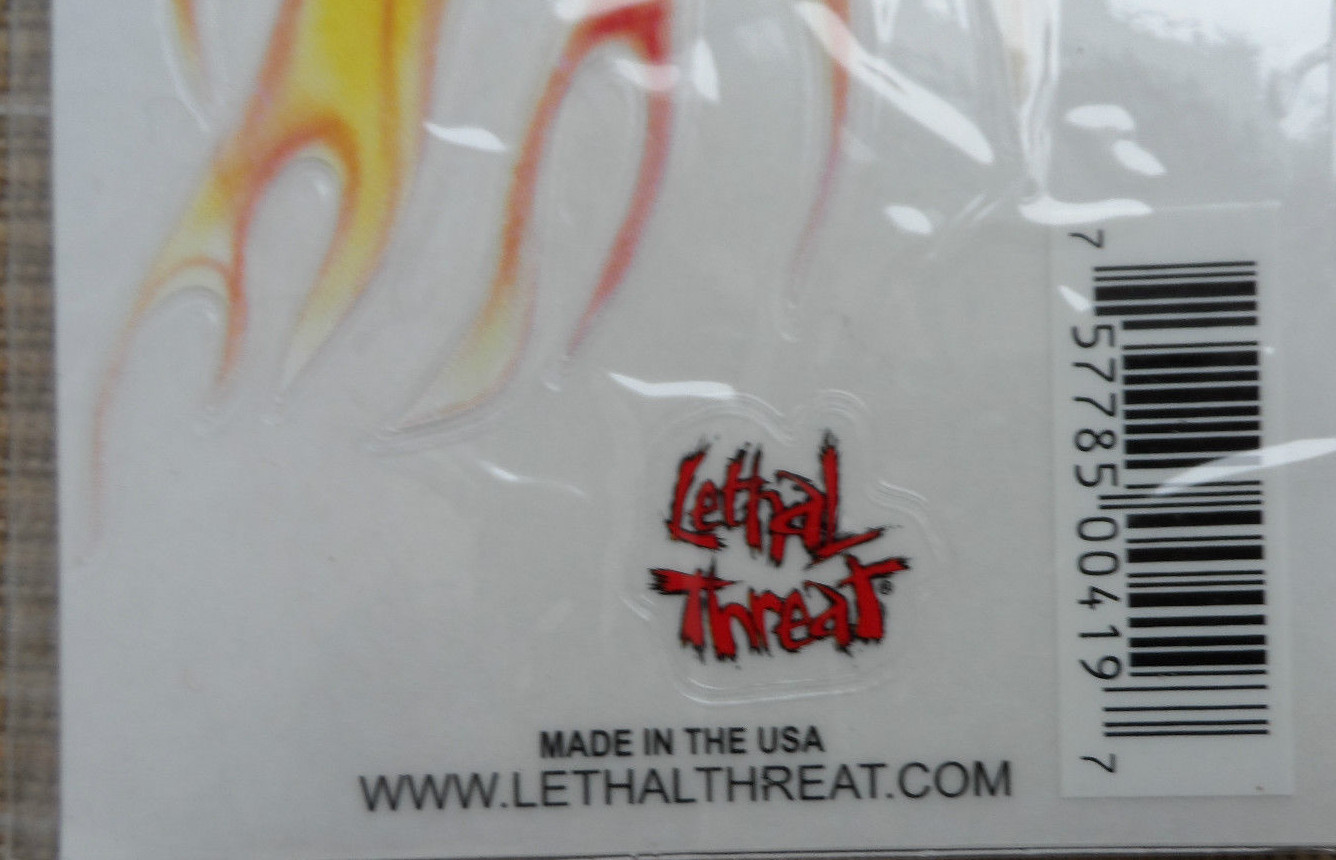 Lethal
Threat®
MADE IN THE USA
WWW.LETHALTHREAT.COM
7 57785 00419 7